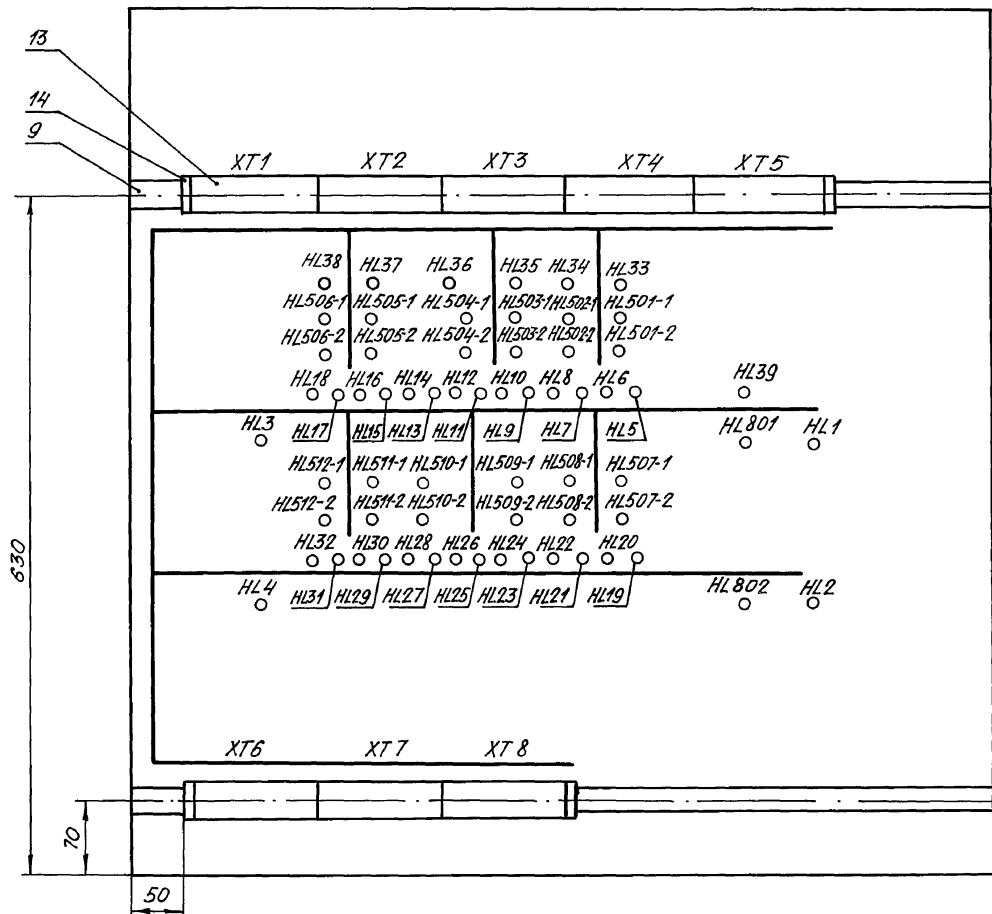 13
14
9
XT1 XT2 XT3 XT4 XT5
HL38 HL37 HL36 HL35 HL34 HL33
HL506-1 HL505-1 HL504-1 HL503-1 HL502-1 HL501-1
HL506-2 HL505-2 HL504-2 HL503-2 HL502-2 HL501-2
HL18 HL16 HL14 HL12 HL10 HL8 HL6 HL39
HL3 HL17 HL15 HL13 HL11 HL9 HL7 HL5 HL801 HL1
HL512-1 HL511-1 HL510-1 HL509-1 HL508-1 HL507-1
HL512-2 HL511-2 HL510-2 HL509-2 HL508-2 HL507-2
HL32 HL30 HL28 HL26 HL24 HL22 HL20
HL4 HL31 HL29 HL27 HL25 HL23 HL21 HL19 HL802 HL2
630
XT6 XT7 XT8
70
50